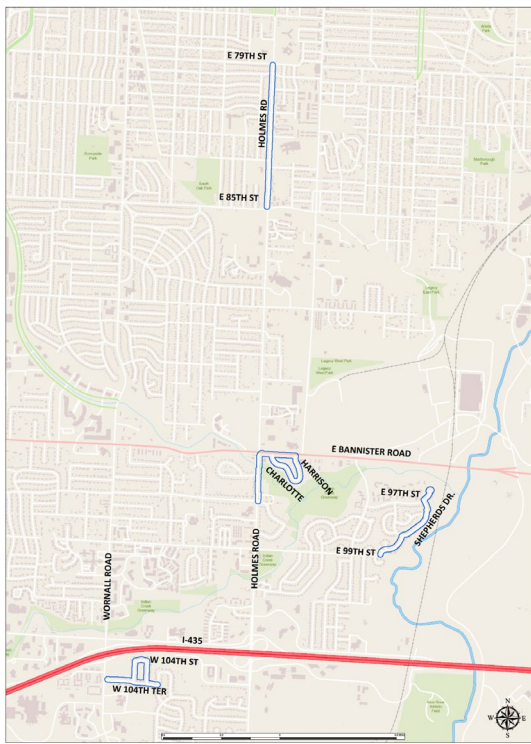 E 79TH ST
HOLMES RD
E 85TH ST
E BANNISTER ROAD
HARRISON
CHARLOTTE
E 97TH ST
SHEPHERDS DR.
E 99TH ST
HOLMES ROAD
WORNALL ROAD
I-435
W 104TH ST
W 104TH TER
N
W E
S